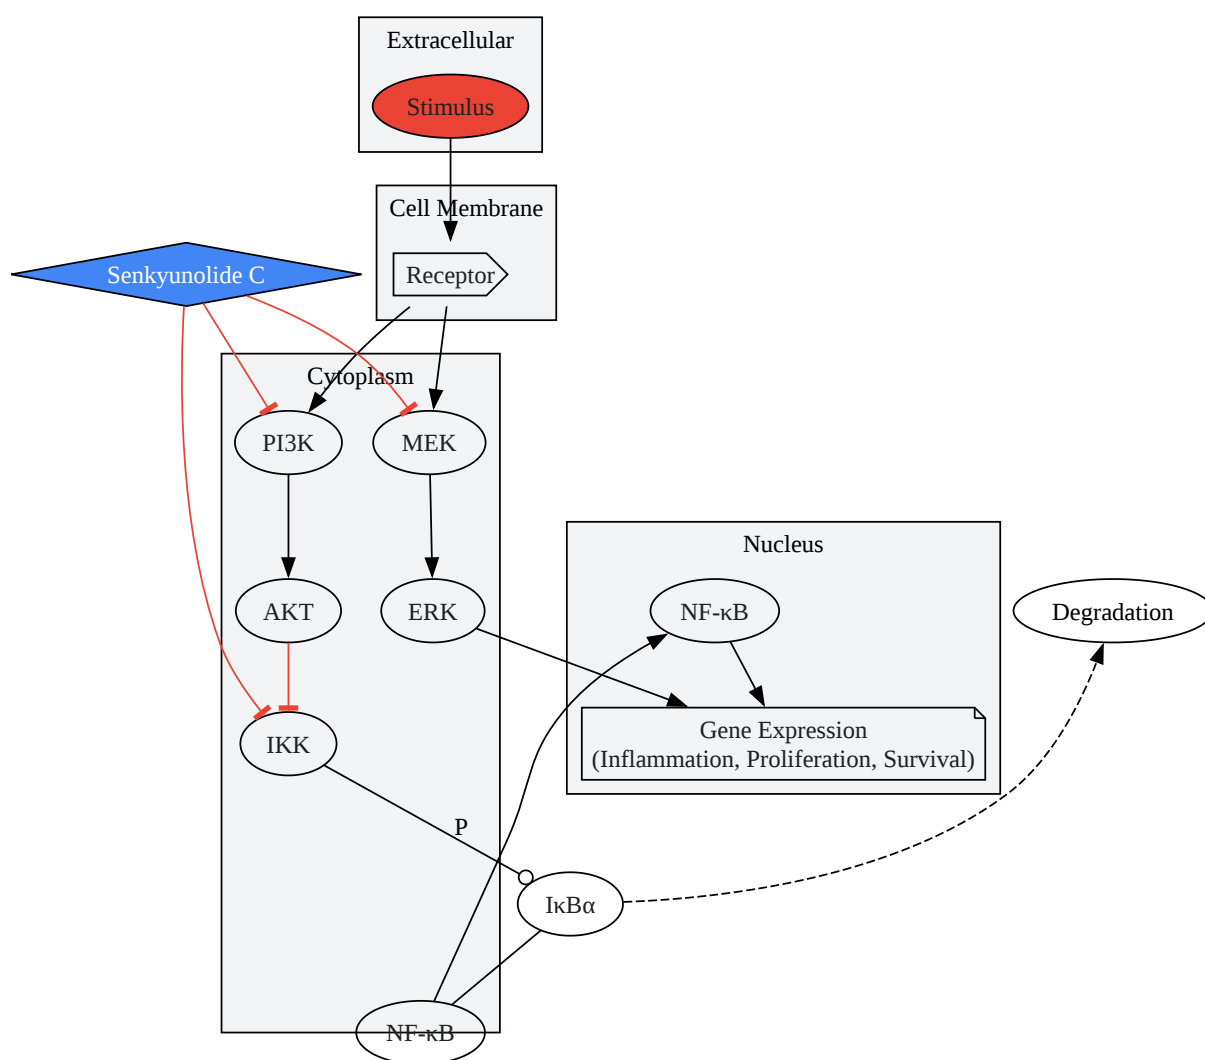 Extracellular
Stimulus
Cell Membrane
Senkyunolide C
Receptor
Cytoplasm
PI3K
MEK
Nucleus
AKT
ERK
NF-κB
Degradation
Gene Expression
(Inflammation, Proliferation, Survival)
IKK
P
IκBα
NF-κB